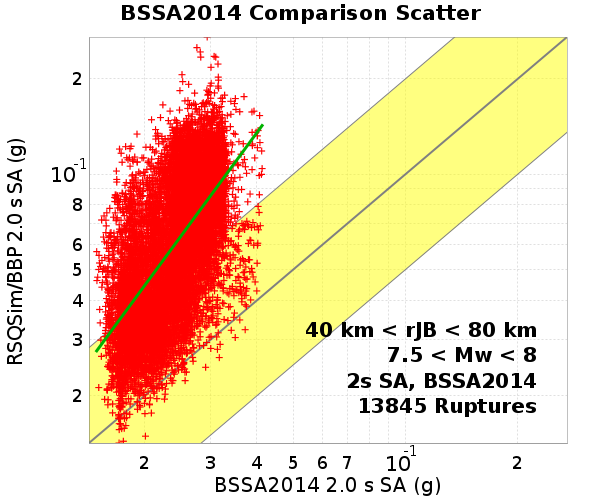 BSSA2014 Comparison Scatter
RSQSim/BBP 2.0 s SA (g)
2
10-1
8
6
5
4
3
2
40 km < rJB < 80 km
7.5 < Mw < 8
2s SA, BSSA2014
13845 Ruptures
2 3 4 5 6 7 10-1 2
BSSA2014 2.0 s SA (g)